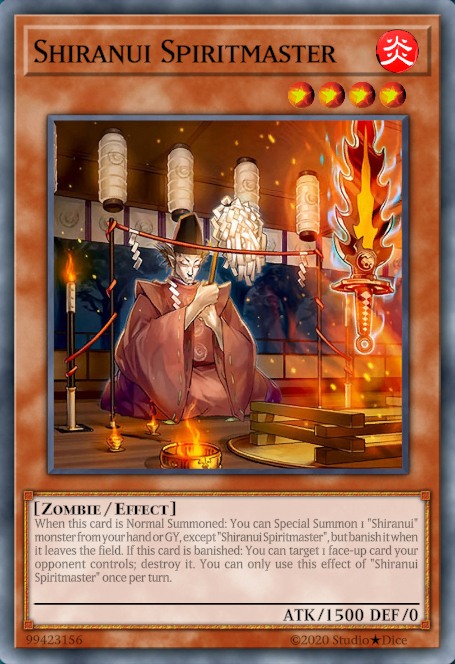 Shiranui Spiritmaster
炎
[Zombie / Effect]
When this card is Normal Summoned: You can Special Summon 1 "Shiranui"
monster from your hand or GY, except "Shiranui Spiritmaster", but banish it when
it leaves the field. If this card is banished: You can target 1 face-up card your
opponent controls; destroy it. You can only use this effect of "Shiranui
Spiritmaster" once per turn.
ATK/1500 DEF/0
99423156
©2020 Studio★Dice